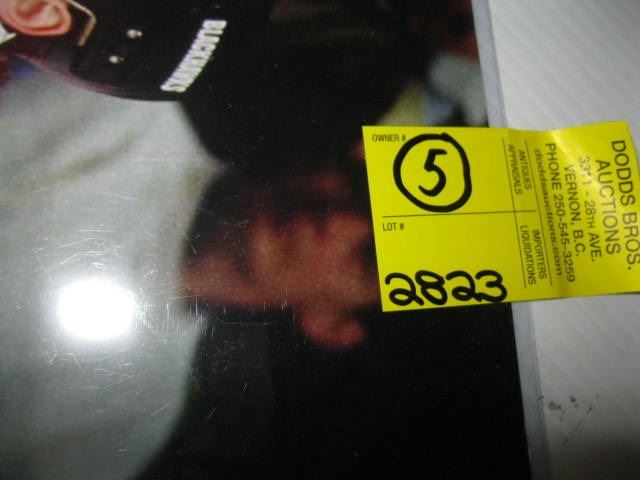 BLACKHAWKS
OWNER #
5
LOT #
2823
ANTIQUES
APPRAISALS
IMPORTERS
LIQUIDATIONS
DODDS BROS.
AUCTIONS
3311 - 28TH AVE.
VERNON, B.C.
PHONE 250-545-3259
doddsauctions.com